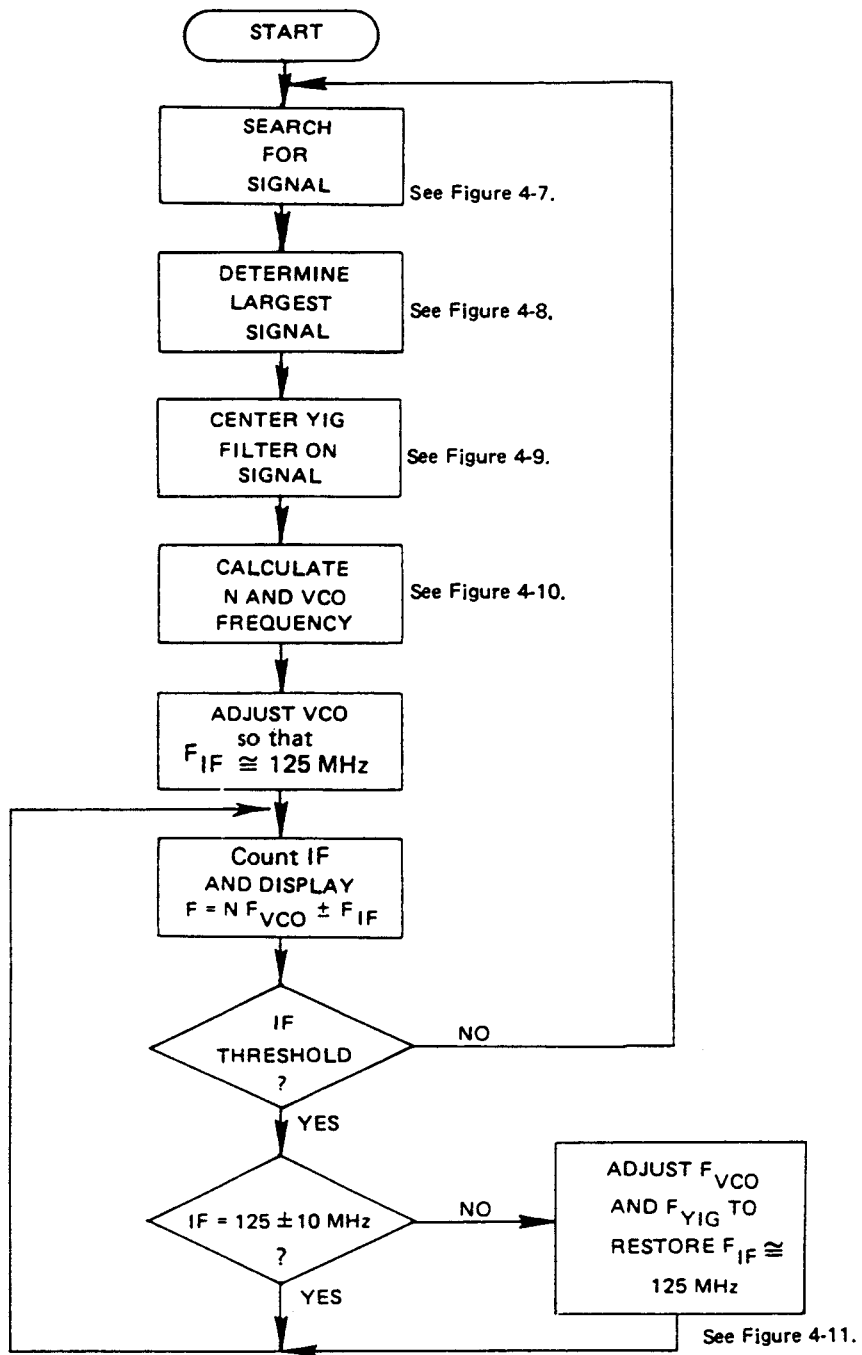 START
SEARCH
FOR
SIGNAL
See Figure 4-7.
DETERMINE
LARGEST
SIGNAL
See Figure 4-8.
CENTER YIG
FILTER ON
SIGNAL
See Figure 4-9.
CALCULATE
N AND VCO
FREQUENCY
See Figure 4-10.
ADJUST VCO
so that
F_IF ≅ 125 MHz
Count IF
AND DISPLAY
F = N F_VCO ± F_IF
IF
THRESHOLD
?
NO
YES
IF = 125 ± 10 MHz
?
NO
YES
ADJUST F_VCO
AND F_YIG TO
RESTORE F_IF ≅
125 MHz
See Figure 4-11.